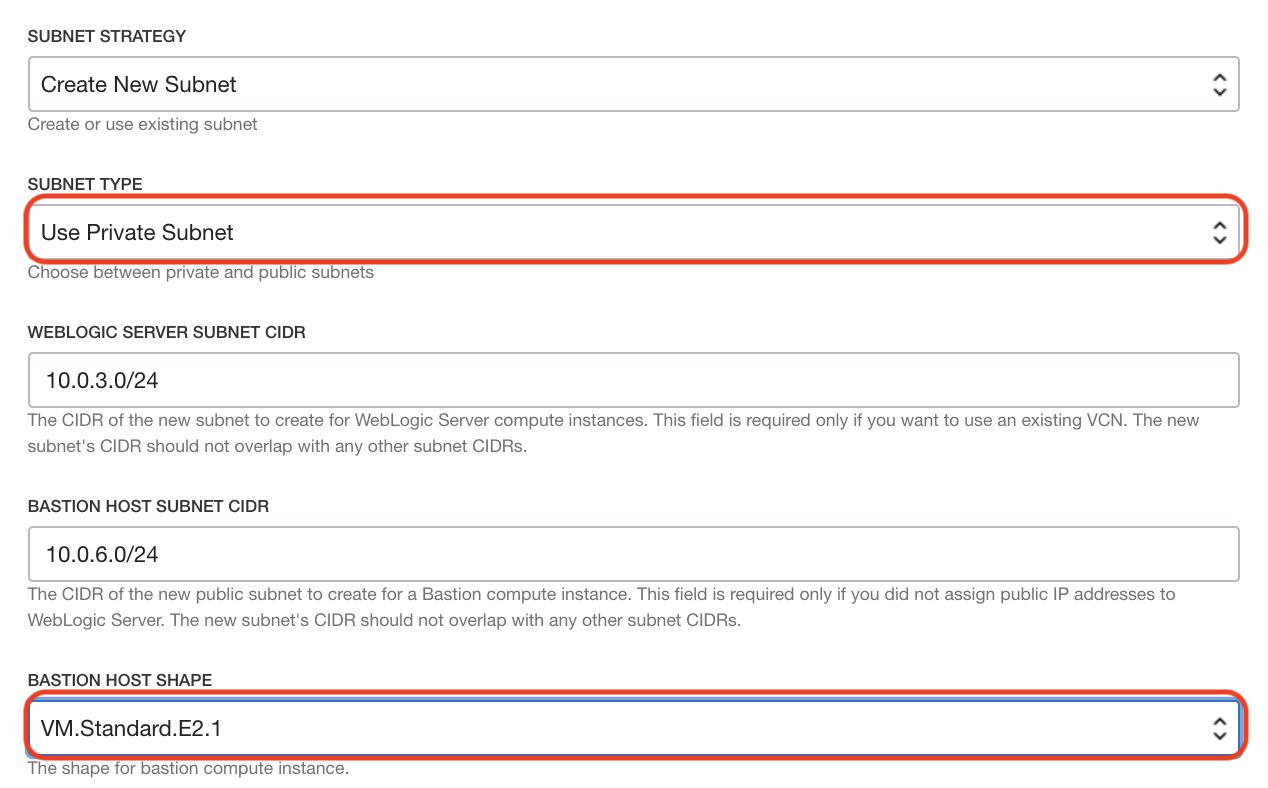 SUBNET STRATEGY
Create New Subnet
Create or use existing subnet
SUBNET TYPE
Use Private Subnet
Choose between private and public subnets
WEBLOGIC SERVER SUBNET CIDR
10.0.3.0/24
The CIDR of the new subnet to create for WebLogic Server compute instances. This field is required only if you want to use an existing VCN. The new
subnet's CIDR should not overlap with any other subnet CIDRs.
BASTION HOST SUBNET CIDR
10.0.6.0/24
The CIDR of the new public subnet to create for a Bastion compute instance. This field is required only if you did not assign public IP addresses to
WebLogic Server. The new subnet's CIDR should not overlap with any other subnet CIDRs.
BASTION HOST SHAPE
VM.Standard.E2.1
The shape for bastion compute instance.